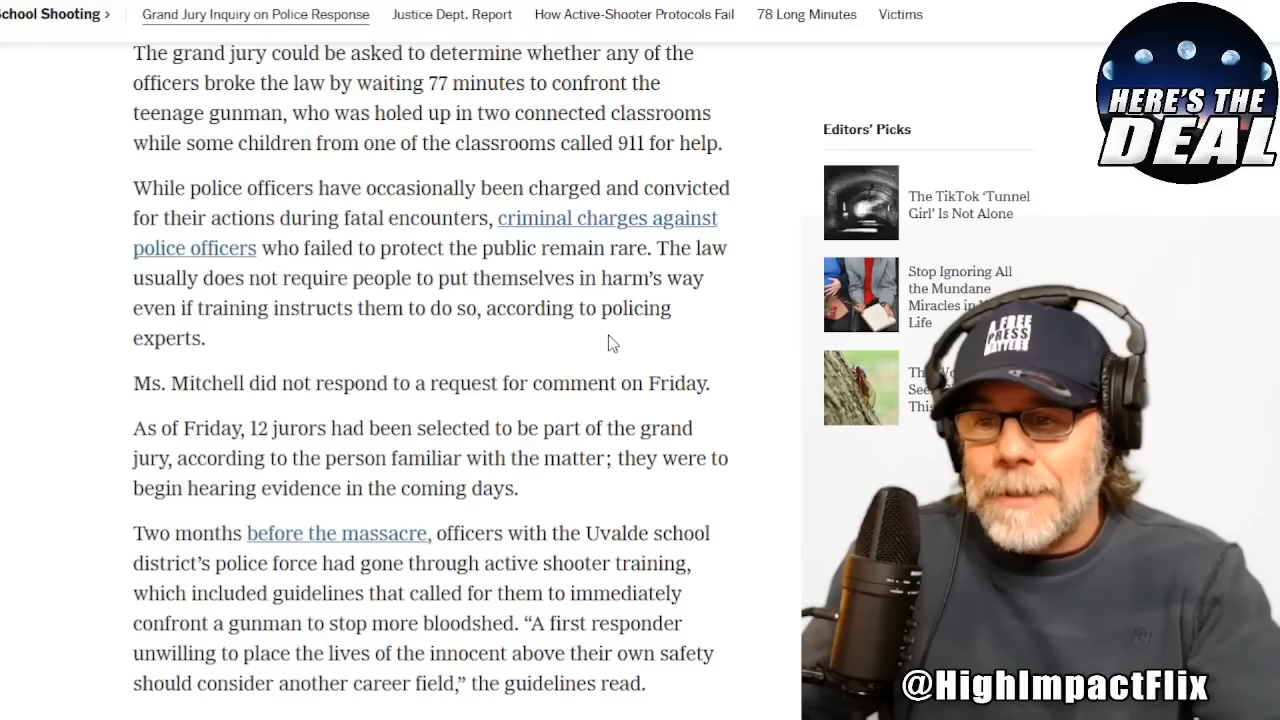 School Shooting ›
Grand Jury Inquiry on Police Response
Justice Dept. Report
How Active-Shooter Protocols Fail
78 Long Minutes
Victims
The grand jury could be asked to determine whether any of the
officers broke the law by waiting 77 minutes to confront the
teenage gunman, who was holed up in two connected classrooms
while some children from one of the classrooms called 911 for help.
While police officers have occasionally been charged and convicted
for their actions during fatal encounters, criminal charges against
police officers who failed to protect the public remain rare. The law
usually does not require people to put themselves in harm's way
even if training instructs them to do so, according to policing
experts.
Ms. Mitchell did not respond to a request for comment on Friday.
As of Friday, 12 jurors had been selected to be part of the grand
jury, according to the person familiar with the matter; they were to
begin hearing evidence in the coming days.
Two months before the massacre, officers with the Uvalde school
district's police force had gone through active shooter training,
which included guidelines that called for them to immediately
confront a gunman to stop more bloodshed. “A first responder
unwilling to place the lives of the innocent above their own safety
should consider another career field,” the guidelines read.
HERE'S THE
DEAL
Editors' Picks
The TikTok ‘Tunnel
Girl’ Is Not Alone
Stop Ignoring All
the Mundane
Miracles in
Life
A FREE
PRESS
MATTERS
@HighImpactFlix